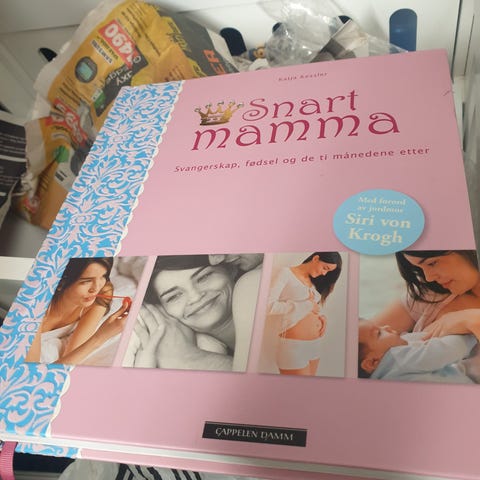 Katja Kessler
Snart
mamma
Svangerskap, fødsel og de ti månedene etter
Med forord
av jordmor
Siri von
Krogh
CAPPELEN DAMM